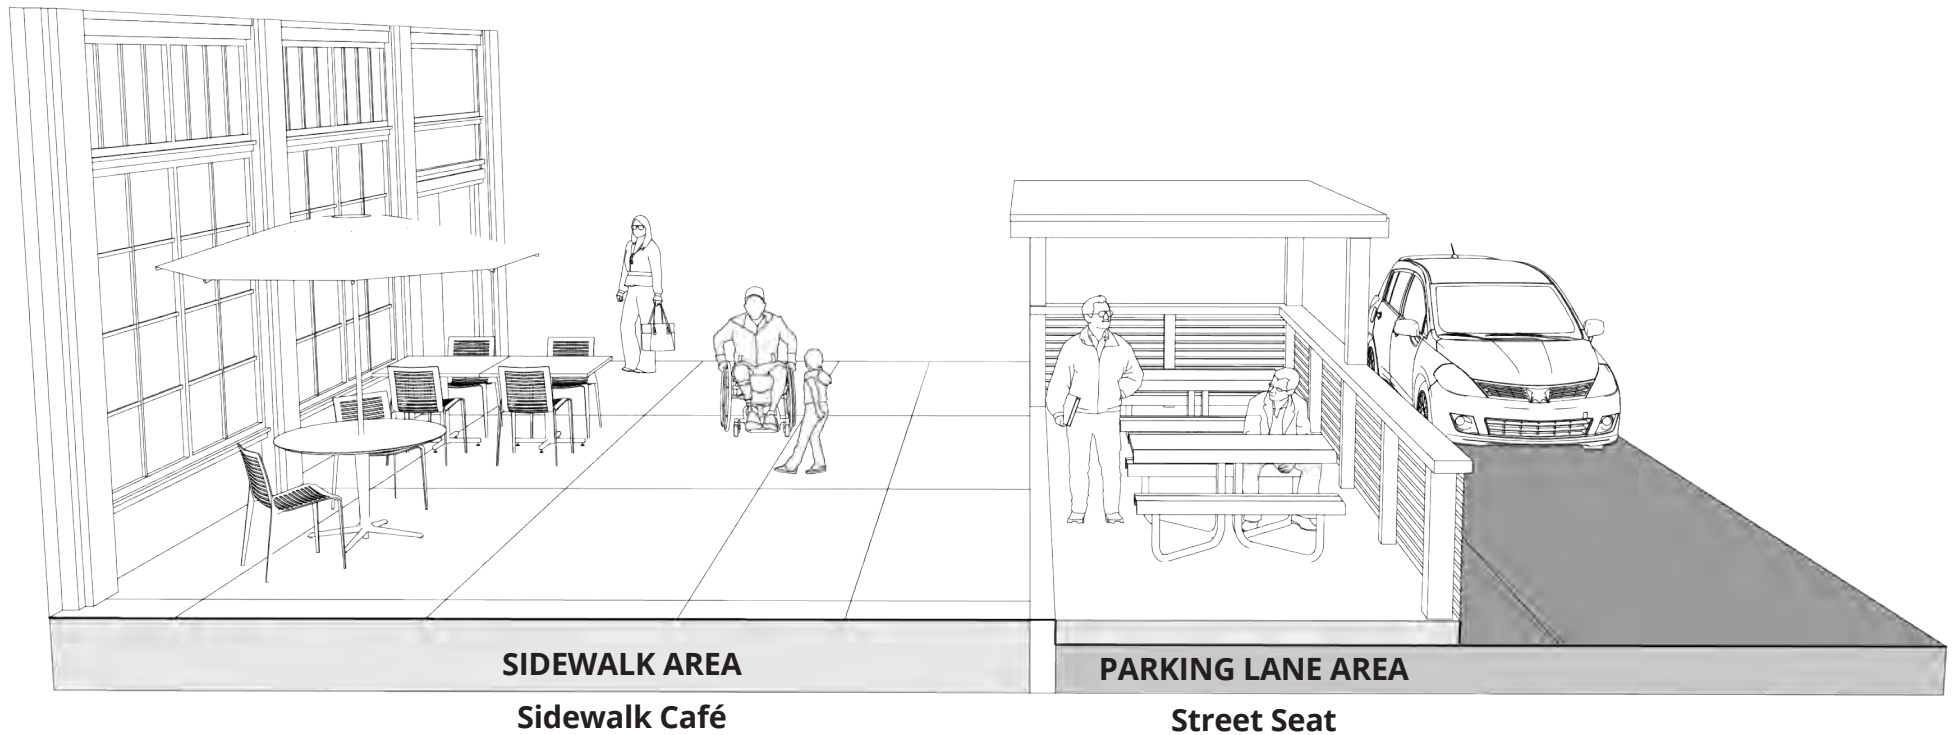 SIDEWALK AREA
PARKING LANE AREA
Sidewalk Café
Street Seat